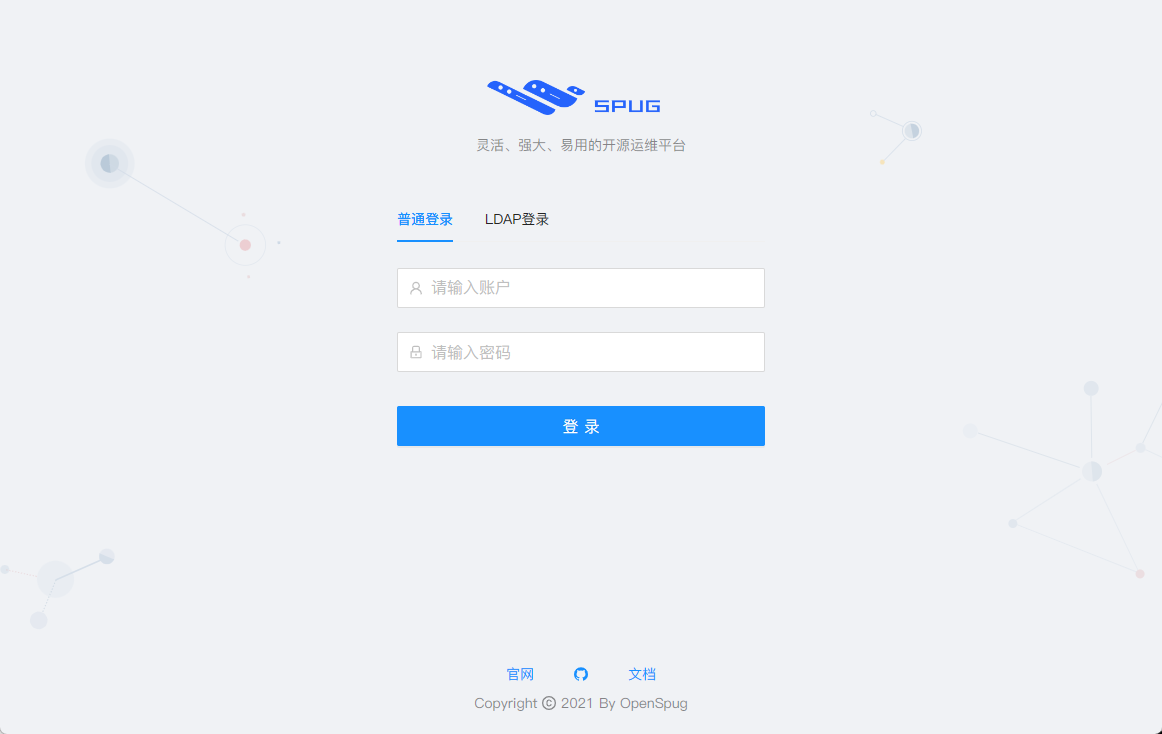 SPUG
灵活、强大、易用的开源运维平台
普通登录 LDAP登录
请输入账户
请输入密码
登 录
官网 文档
Copyright © 2021 By OpenSpug